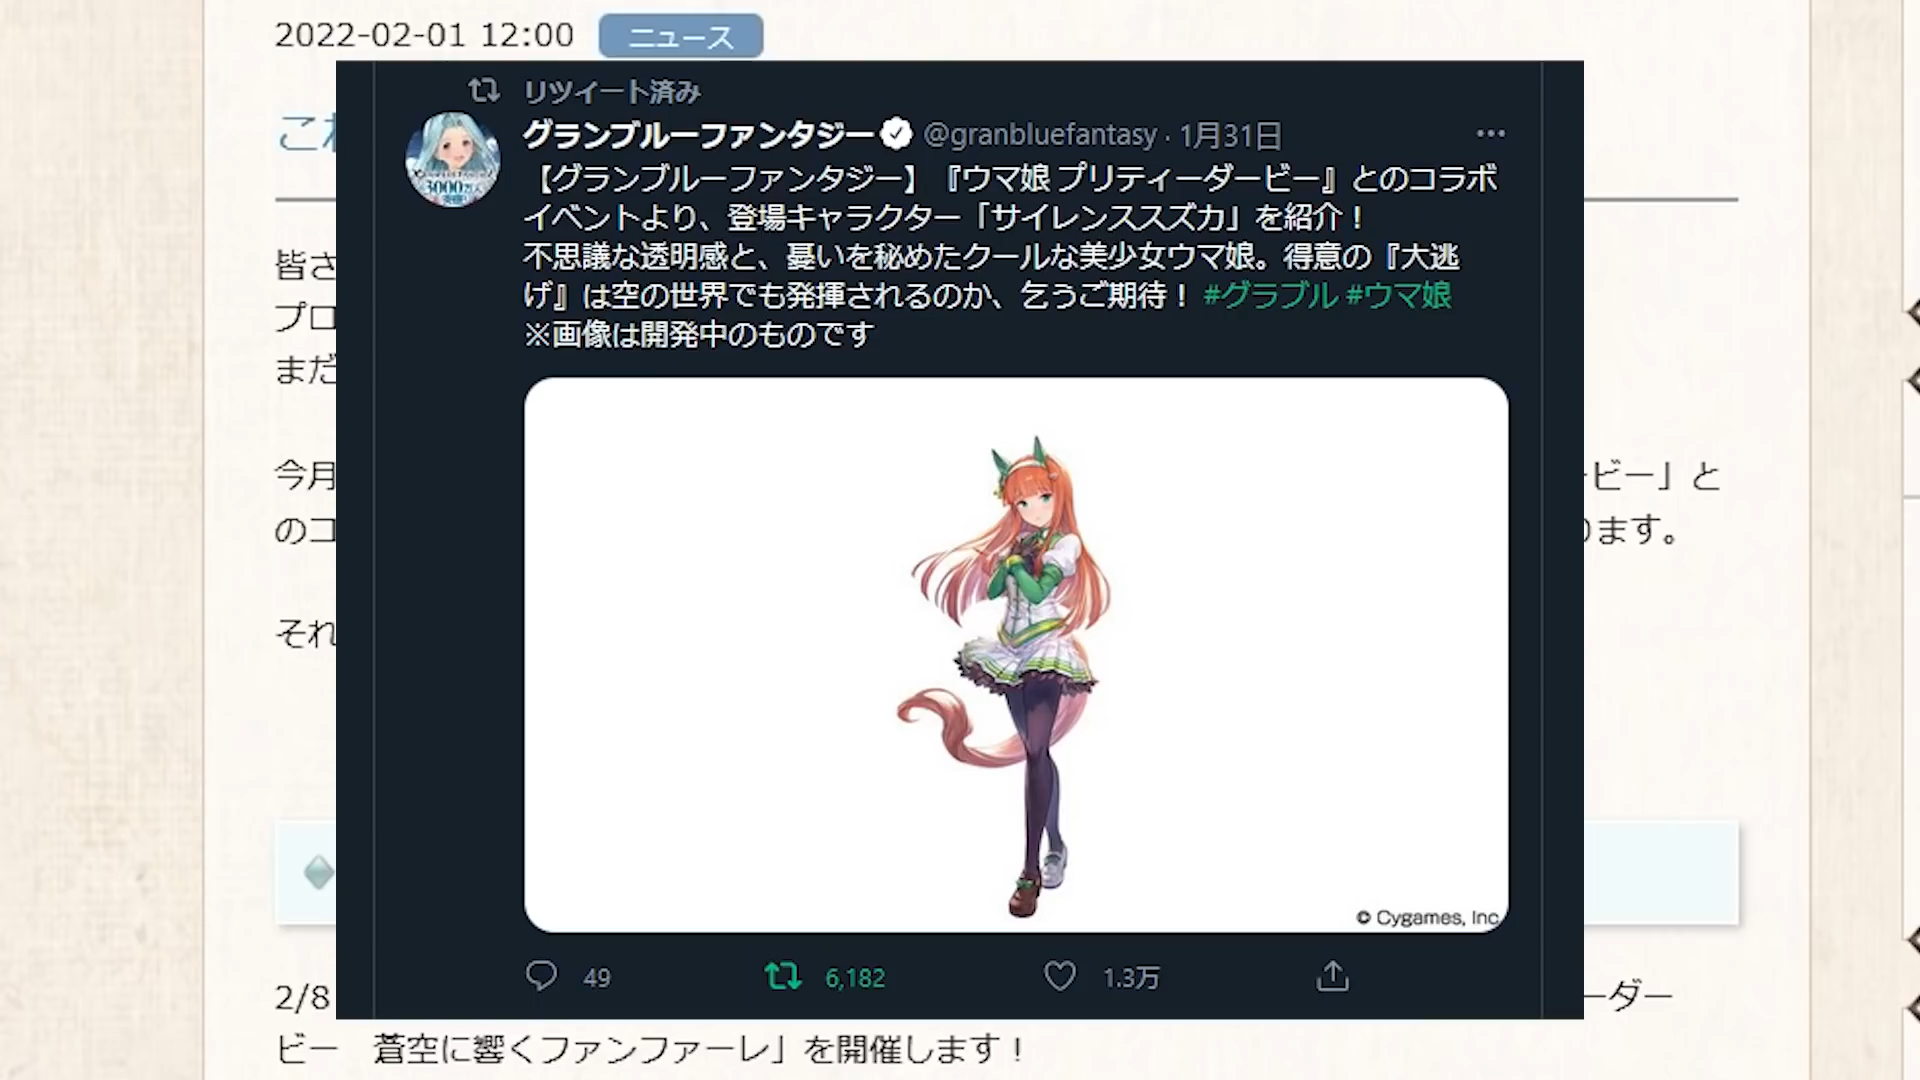 2022-02-01 12:00 ニュース
リツイート済み
グランブルーファンタジー @granbluefantasy · 1月31日
【グランブルーファンタジー】『ウマ娘 プリティーダービー』とのコラボ
イベントより、登場キャラクター「サイレンススズカ」を紹介！
不思議な透明感と、憂いを秘めたクールな美少女ウマ娘。得意の『大逃
げ』は空の世界でも発揮されるのか、乞うご期待！ #グラブル #ウマ娘
※画像は開発中のものです
皆さ
プロ
まだ
今月
ービー」と
のコ
ります。
それ
3000万人
© Cygames, Inc.
49 6,182 1.3万
2/8
ーダー
ビー 蒼空に響くファンファーレ」を開催します！